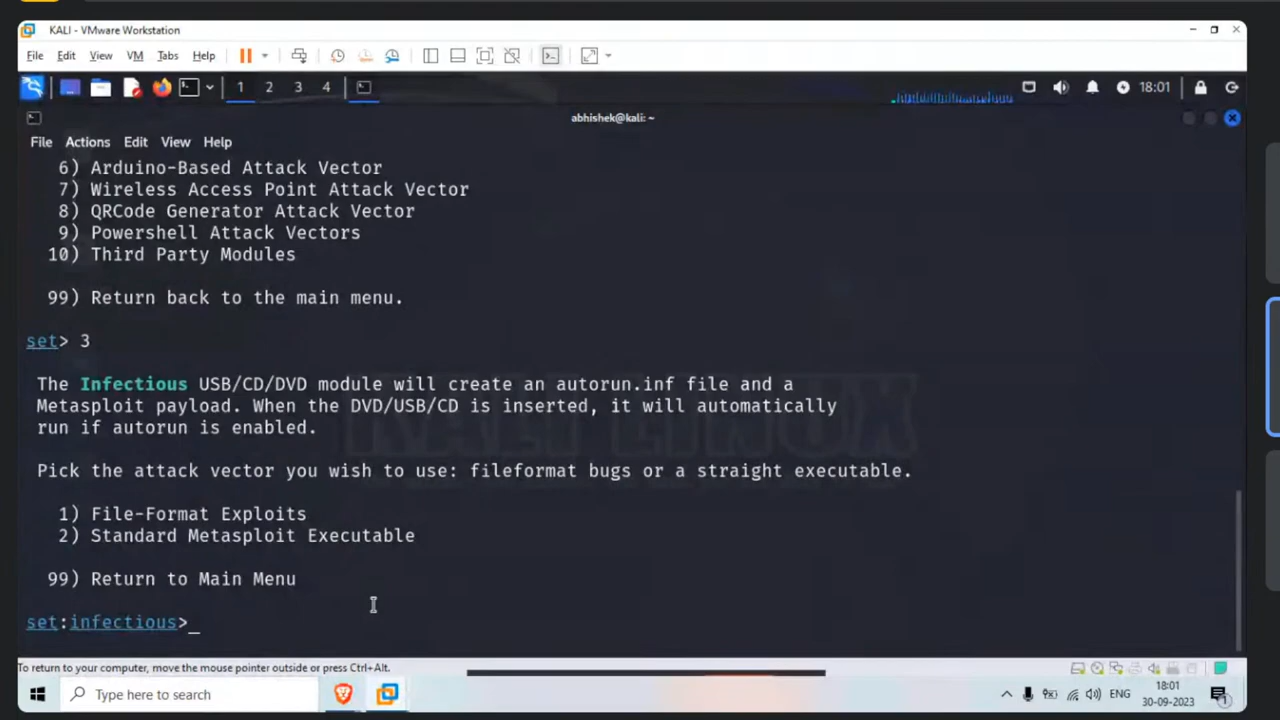 KALI - VMware Workstation
File Edit View VM Tabs Help
1 2 3 4 18:01
abhishek@kali: ~
File Actions Edit View Help
6) Arduino-Based Attack Vector
7) Wireless Access Point Attack Vector
8) QRCode Generator Attack Vector
9) Powershell Attack Vectors
10) Third Party Modules
99) Return back to the main menu.
set> 3
The Infectious USB/CD/DVD module will create an autorun.inf file and a
Metasploit payload. When the DVD/USB/CD is inserted, it will automatically
run if autorun is enabled.
KALI LINUX
Pick the attack vector you wish to use: fileformat bugs or a straight executable.
1) File-Format Exploits
2) Standard Metasploit Executable
99) Return to Main Menu
set:infectious>_
To return to your computer, move the mouse pointer outside or press Ctrl+Alt.
Type here to search
ENG
18:01
30-09-2023
1